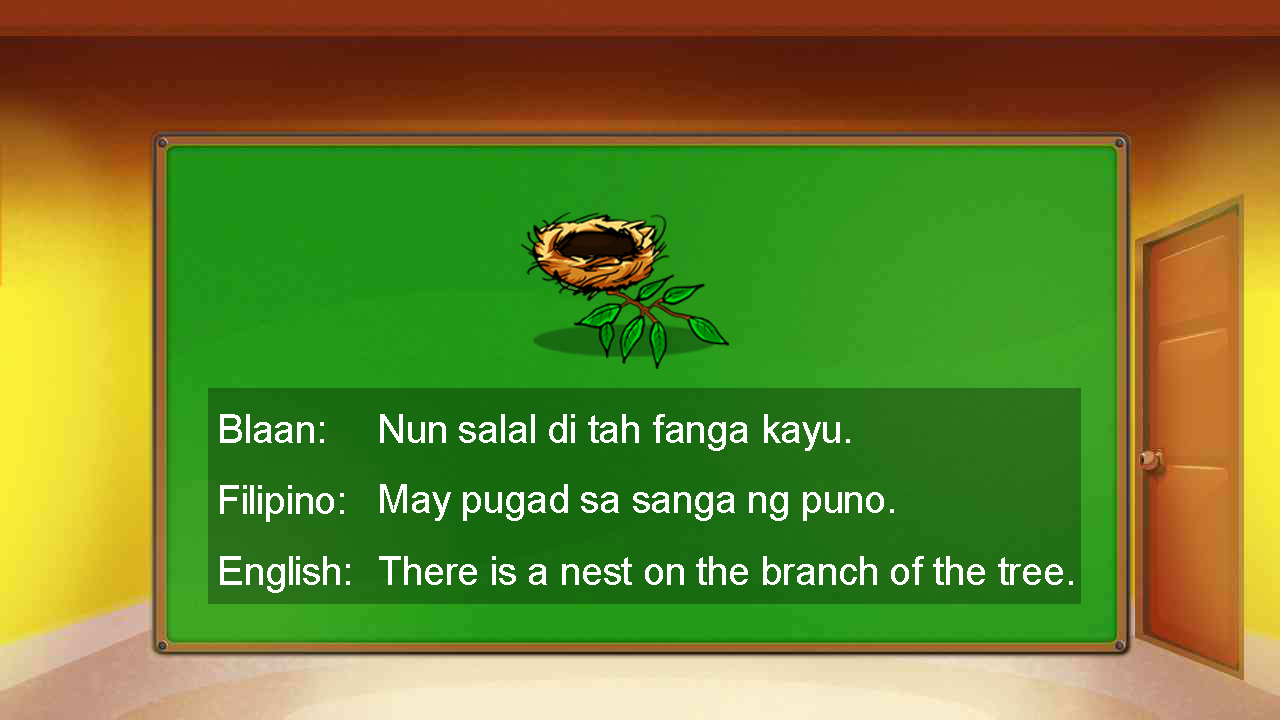 Blaan: Nun salal di tah fanga kayu.
Filipino: May pugad sa sanga ng puno.
English: There is a nest on the branch of the tree.